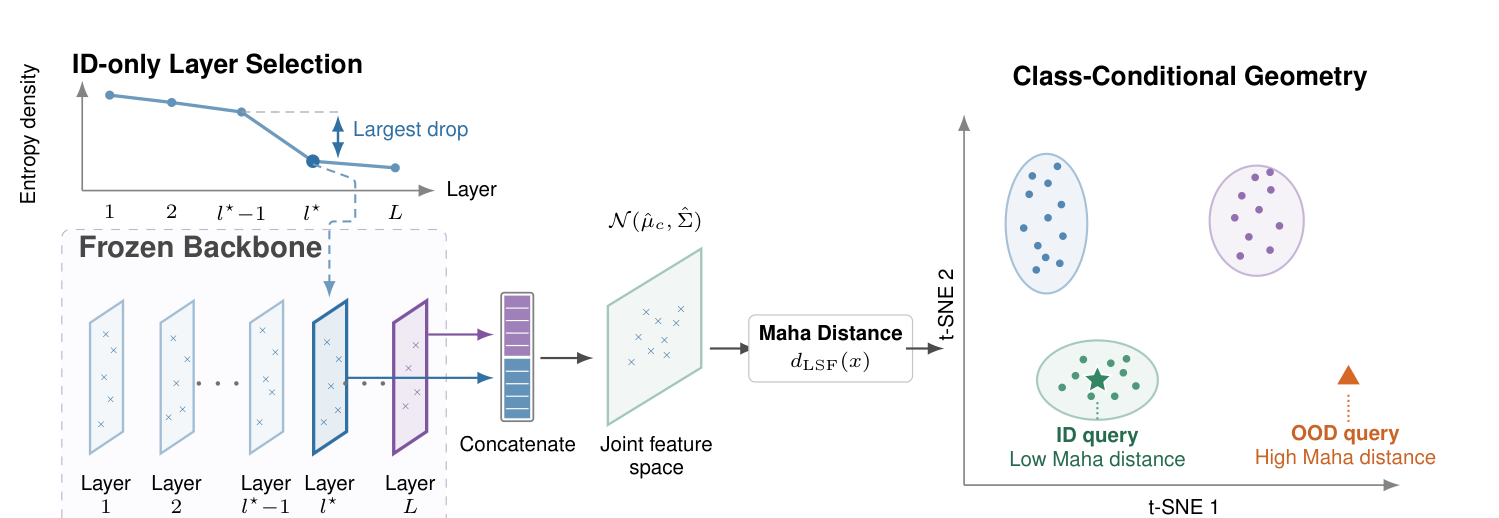 ID-only Layer Selection
Entropy density
Largest drop
Layer
1 2 l⋆−1 l⋆ L
Frozen Backbone
Layer 1
Layer 2
Layer l⋆−1
Layer l⋆
Layer L
Concatenate
𝒩(μ̂_c, Σ̂)
Joint feature
space
Maha Distance
d_LSF(x)
Class-Conditional Geometry
t-SNE 2
ID query
Low Maha distance
OOD query
High Maha distance
t-SNE 1